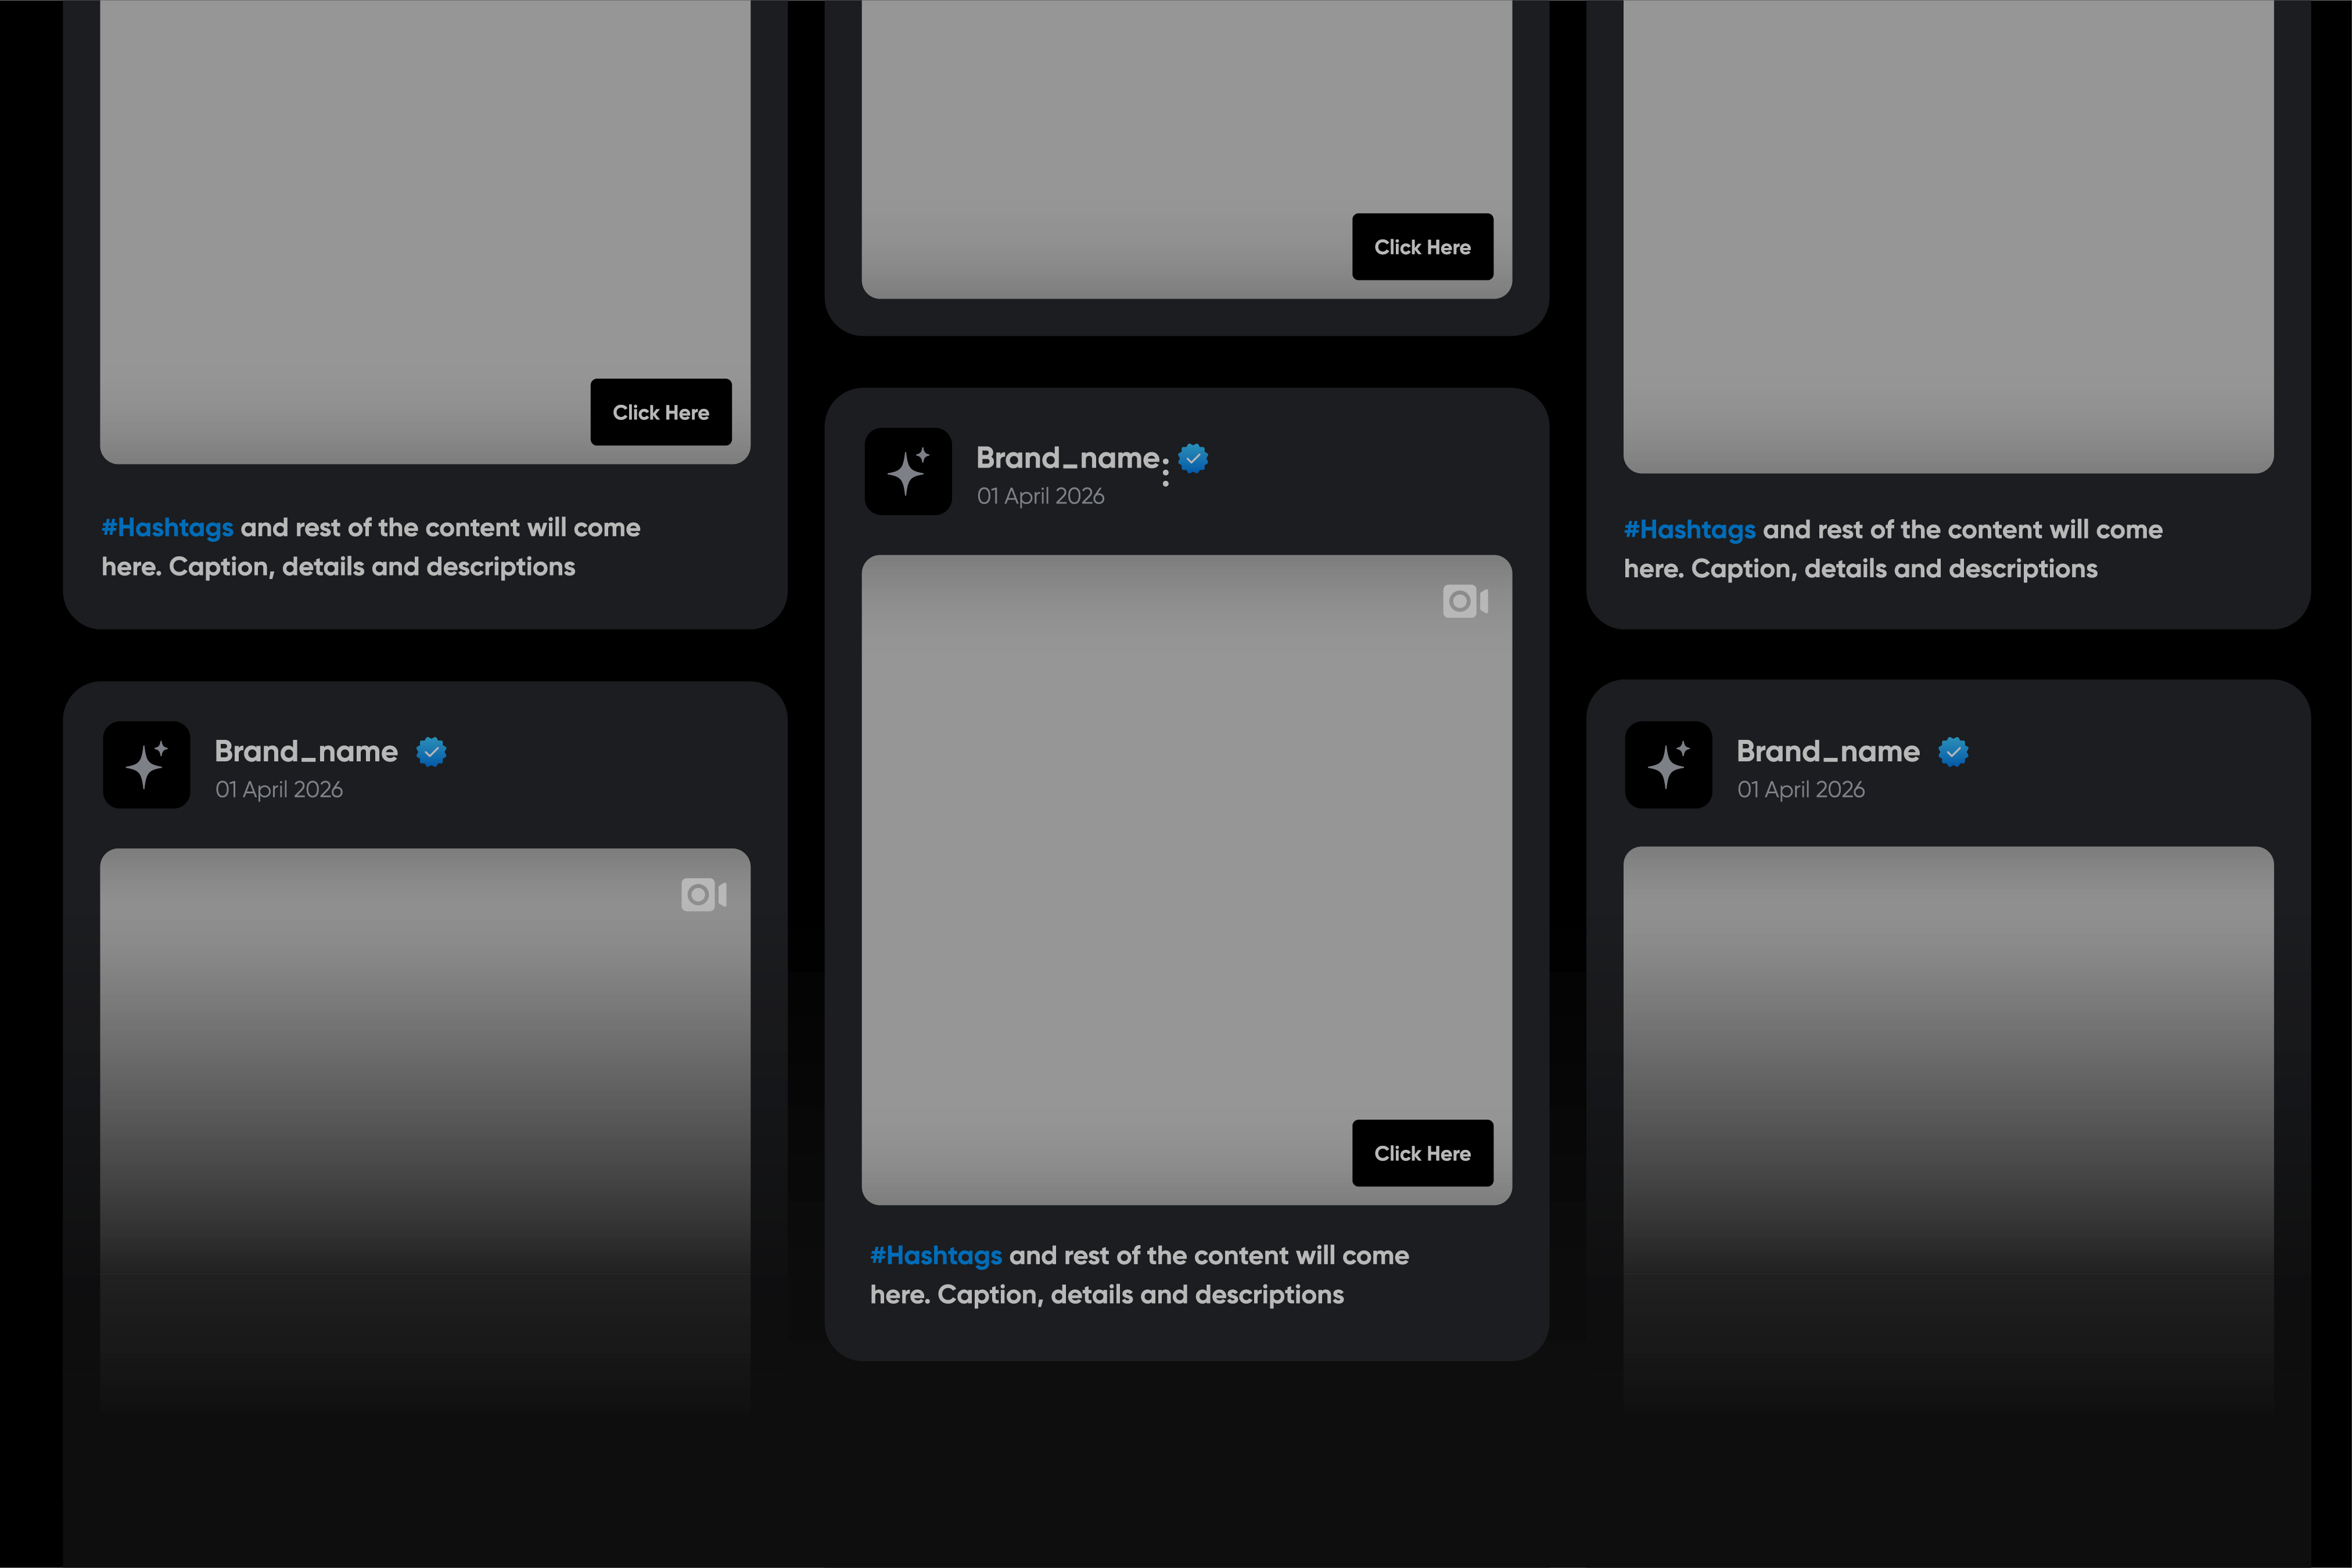 Click Here
#Hashtags and rest of the content will come
here. Caption, details and descriptions
Brand_name
01 April 2026
Click Here
Brand_name
01 April 2026
Click Here
#Hashtags and rest of the content will come
here. Caption, details and descriptions
#Hashtags and rest of the content will come
here. Caption, details and descriptions
Brand_name
01 April 2026